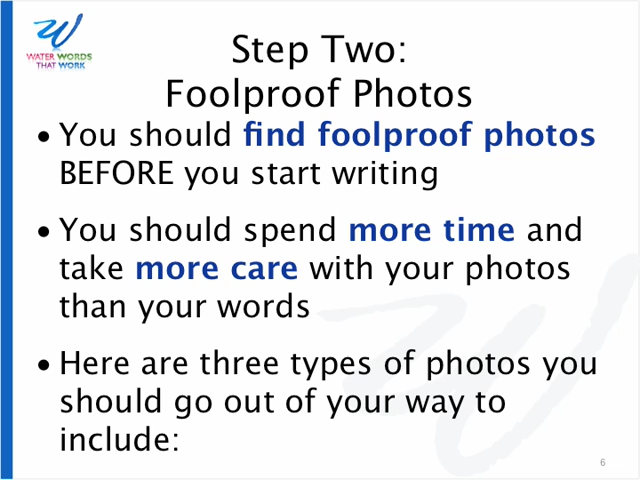 WATER WORDS
THAT WORK
Step Two:
Foolproof Photos
• You should find foolproof photos
BEFORE you start writing
• You should spend more time and
take more care with your photos
than your words
• Here are three types of photos you
should go out of your way to
include:
6